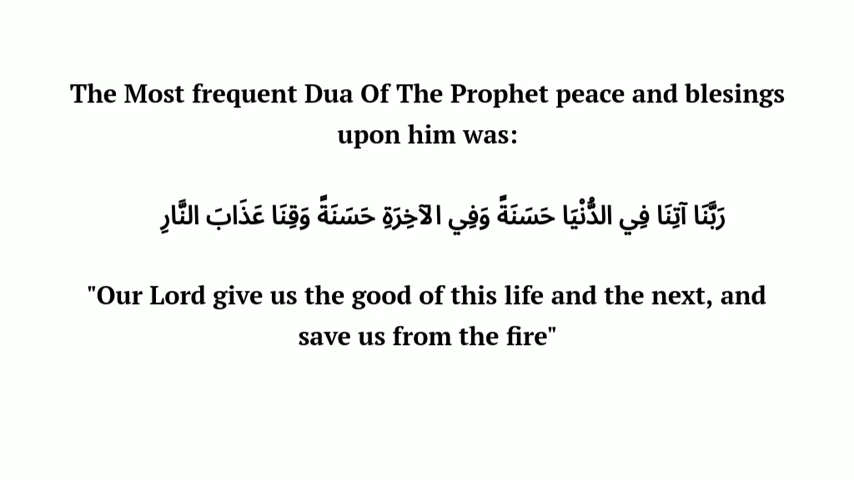 The Most frequent Dua Of The Prophet peace and blesings
upon him was:
رَبَّنَا آتِنَا فِي الدُّنْيَا حَسَنَةً وَفِي الآخِرَةِ حَسَنَةً وَقِنَا عَذَابَ النَّارِ
"Our Lord give us the good of this life and the next, and
save us from the fire"